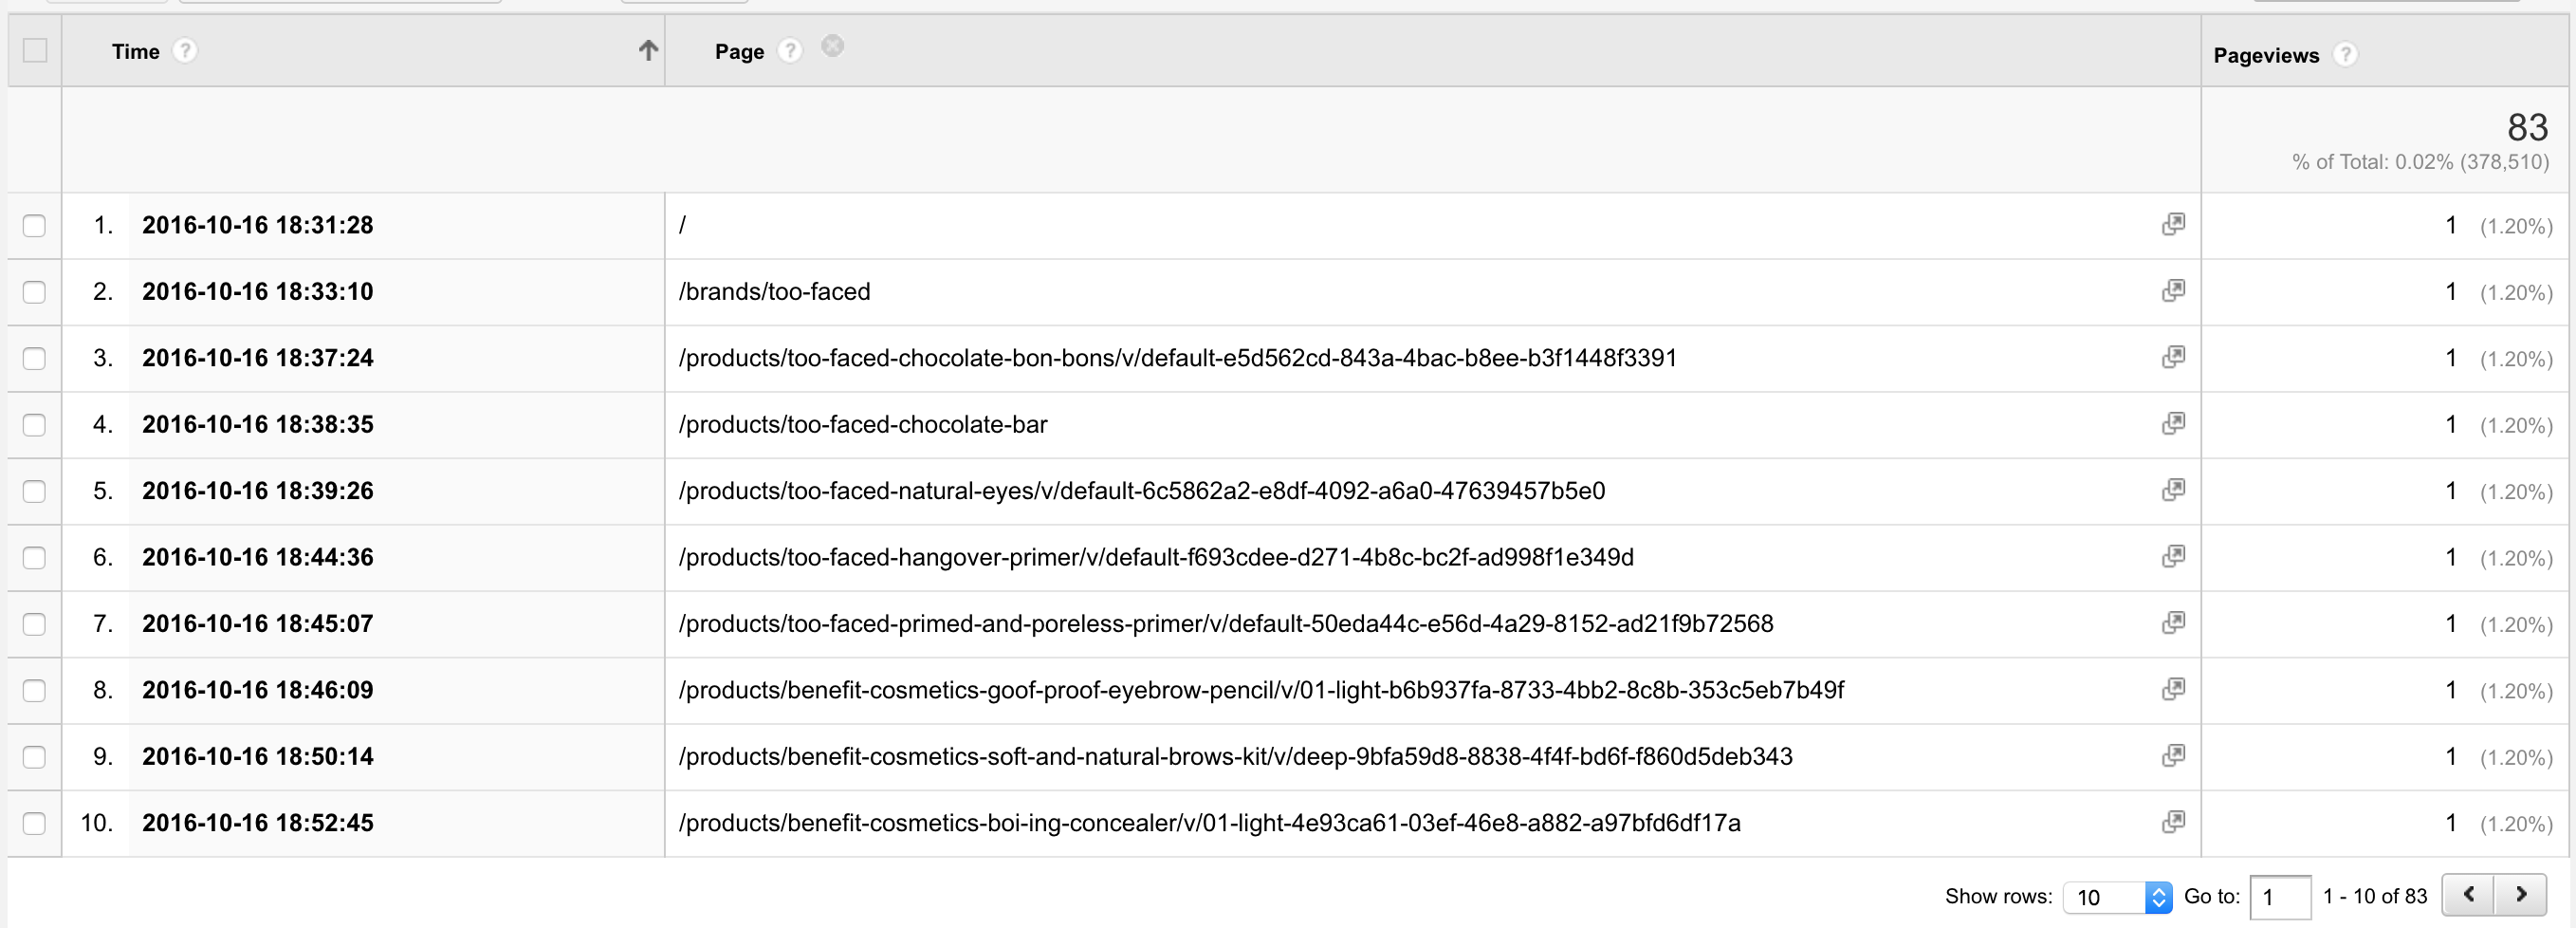 Time ? Page ? Pageviews ?
83
% of Total: 0.02% (378,510)
1. 2016-10-16 18:31:28 / 1 (1.20%)
2. 2016-10-16 18:33:10 /brands/too-faced 1 (1.20%)
3. 2016-10-16 18:37:24 /products/too-faced-chocolate-bon-bons/v/default-e5d562cd-843a-4bac-b8ee-b3f1448f3391 1 (1.20%)
4. 2016-10-16 18:38:35 /products/too-faced-chocolate-bar 1 (1.20%)
5. 2016-10-16 18:39:26 /products/too-faced-natural-eyes/v/default-6c5862a2-e8df-4092-a6a0-47639457b5e0 1 (1.20%)
6. 2016-10-16 18:44:36 /products/too-faced-hangover-primer/v/default-f693cdee-d271-4b8c-bc2f-ad998f1e349d 1 (1.20%)
7. 2016-10-16 18:45:07 /products/too-faced-primed-and-poreless-primer/v/default-50eda44c-e56d-4a29-8152-ad21f9b72568 1 (1.20%)
8. 2016-10-16 18:46:09 /products/benefit-cosmetics-goof-proof-eyebrow-pencil/v/01-light-b6b937fa-8733-4bb2-8c8b-353c5eb7b49f 1 (1.20%)
9. 2016-10-16 18:50:14 /products/benefit-cosmetics-soft-and-natural-brows-kit/v/deep-9bfa59d8-8838-4f4f-bd6f-f860d5deb343 1 (1.20%)
10. 2016-10-16 18:52:45 /products/benefit-cosmetics-boi-ing-concealer/v/01-light-4e93ca61-03ef-46e8-a882-a97bfd6df17a 1 (1.20%)
Show rows: 10 Go to: 1 1 - 10 of 83